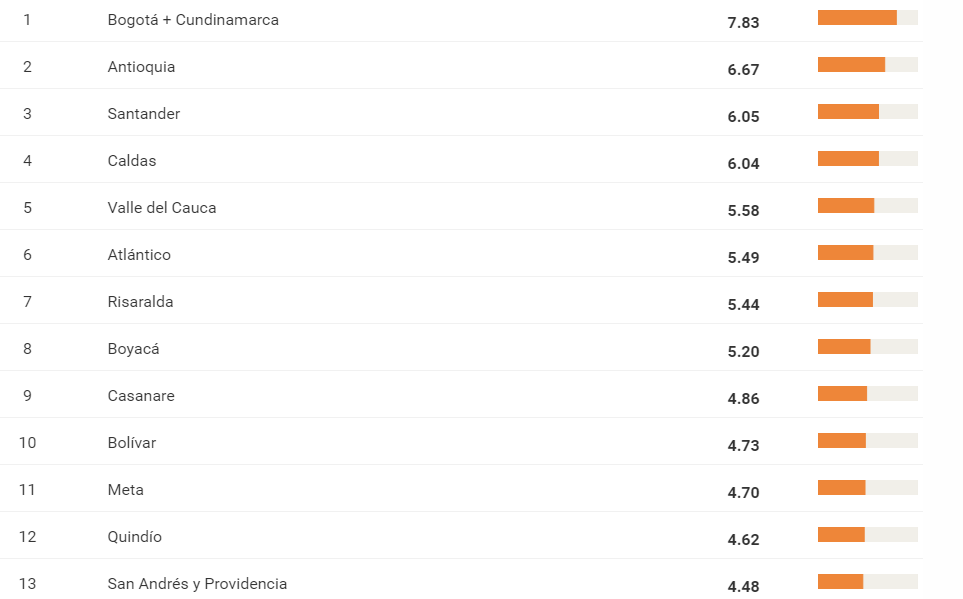 1 Bogotá + Cundinamarca 7.83
2 Antioquia 6.67
3 Santander 6.05
4 Caldas 6.04
5 Valle del Cauca 5.58
6 Atlántico 5.49
7 Risaralda 5.44
8 Boyacá 5.20
9 Casanare 4.86
10 Bolívar 4.73
11 Meta 4.70
12 Quindío 4.62
13 San Andrés y Providencia 4.48